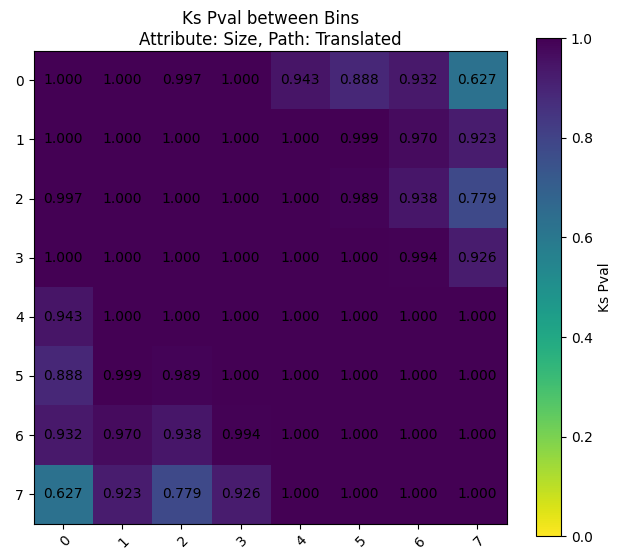 Ks Pval between Bins
Attribute: Size, Path: Translated
0 1.000 1.000 0.997 1.000 0.943 0.888 0.932 0.627
1 1.000 1.000 1.000 1.000 1.000 0.999 0.970 0.923
2 0.997 1.000 1.000 1.000 1.000 0.989 0.938 0.779
3 1.000 1.000 1.000 1.000 1.000 1.000 0.994 0.926
4 0.943 1.000 1.000 1.000 1.000 1.000 1.000 1.000
5 0.888 0.999 0.989 1.000 1.000 1.000 1.000 1.000
6 0.932 0.970 0.938 0.994 1.000 1.000 1.000 1.000
7 0.627 0.923 0.779 0.926 1.000 1.000 1.000 1.000
0 1 2 3 4 5 6 7
1.0
0.8
0.6
0.4
0.2
0.0
Ks Pval